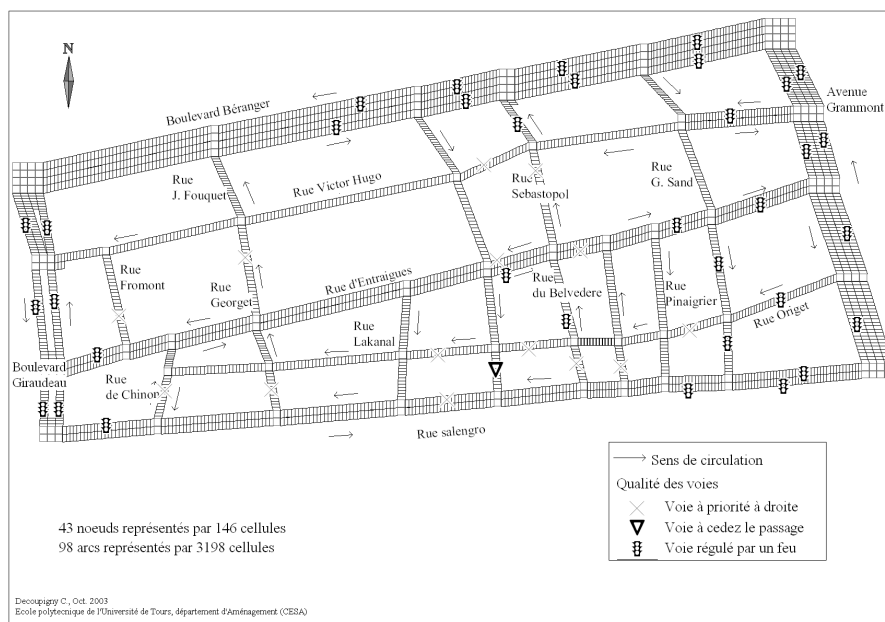 N
Boulevard Béranger
Avenue
Grammont
Rue
J. Fouquet
Rue Victor Hugo
Rue
Sebastopol
Rue
G. Sand
Rue
Fromont
Rue
Georget
Rue d'Entraigues
Rue
du Belvedere
Rue
Pinaigrier
Rue
Lakanal
Rue Origet
Boulevard
Giraudeau
Rue
de Chinon
Rue salengro
Sens de circulation
Qualité des voies
Voie à priorité à droite
Voie à cedez le passage
Voie régulé par un feu
43 noeuds représentés par 146 cellules
98 arcs représentés par 3198 cellules
Decoupigny C., Oct. 2003
Ecole polytecnique de l'Université de Tours, département d'Aménagement (CESA)